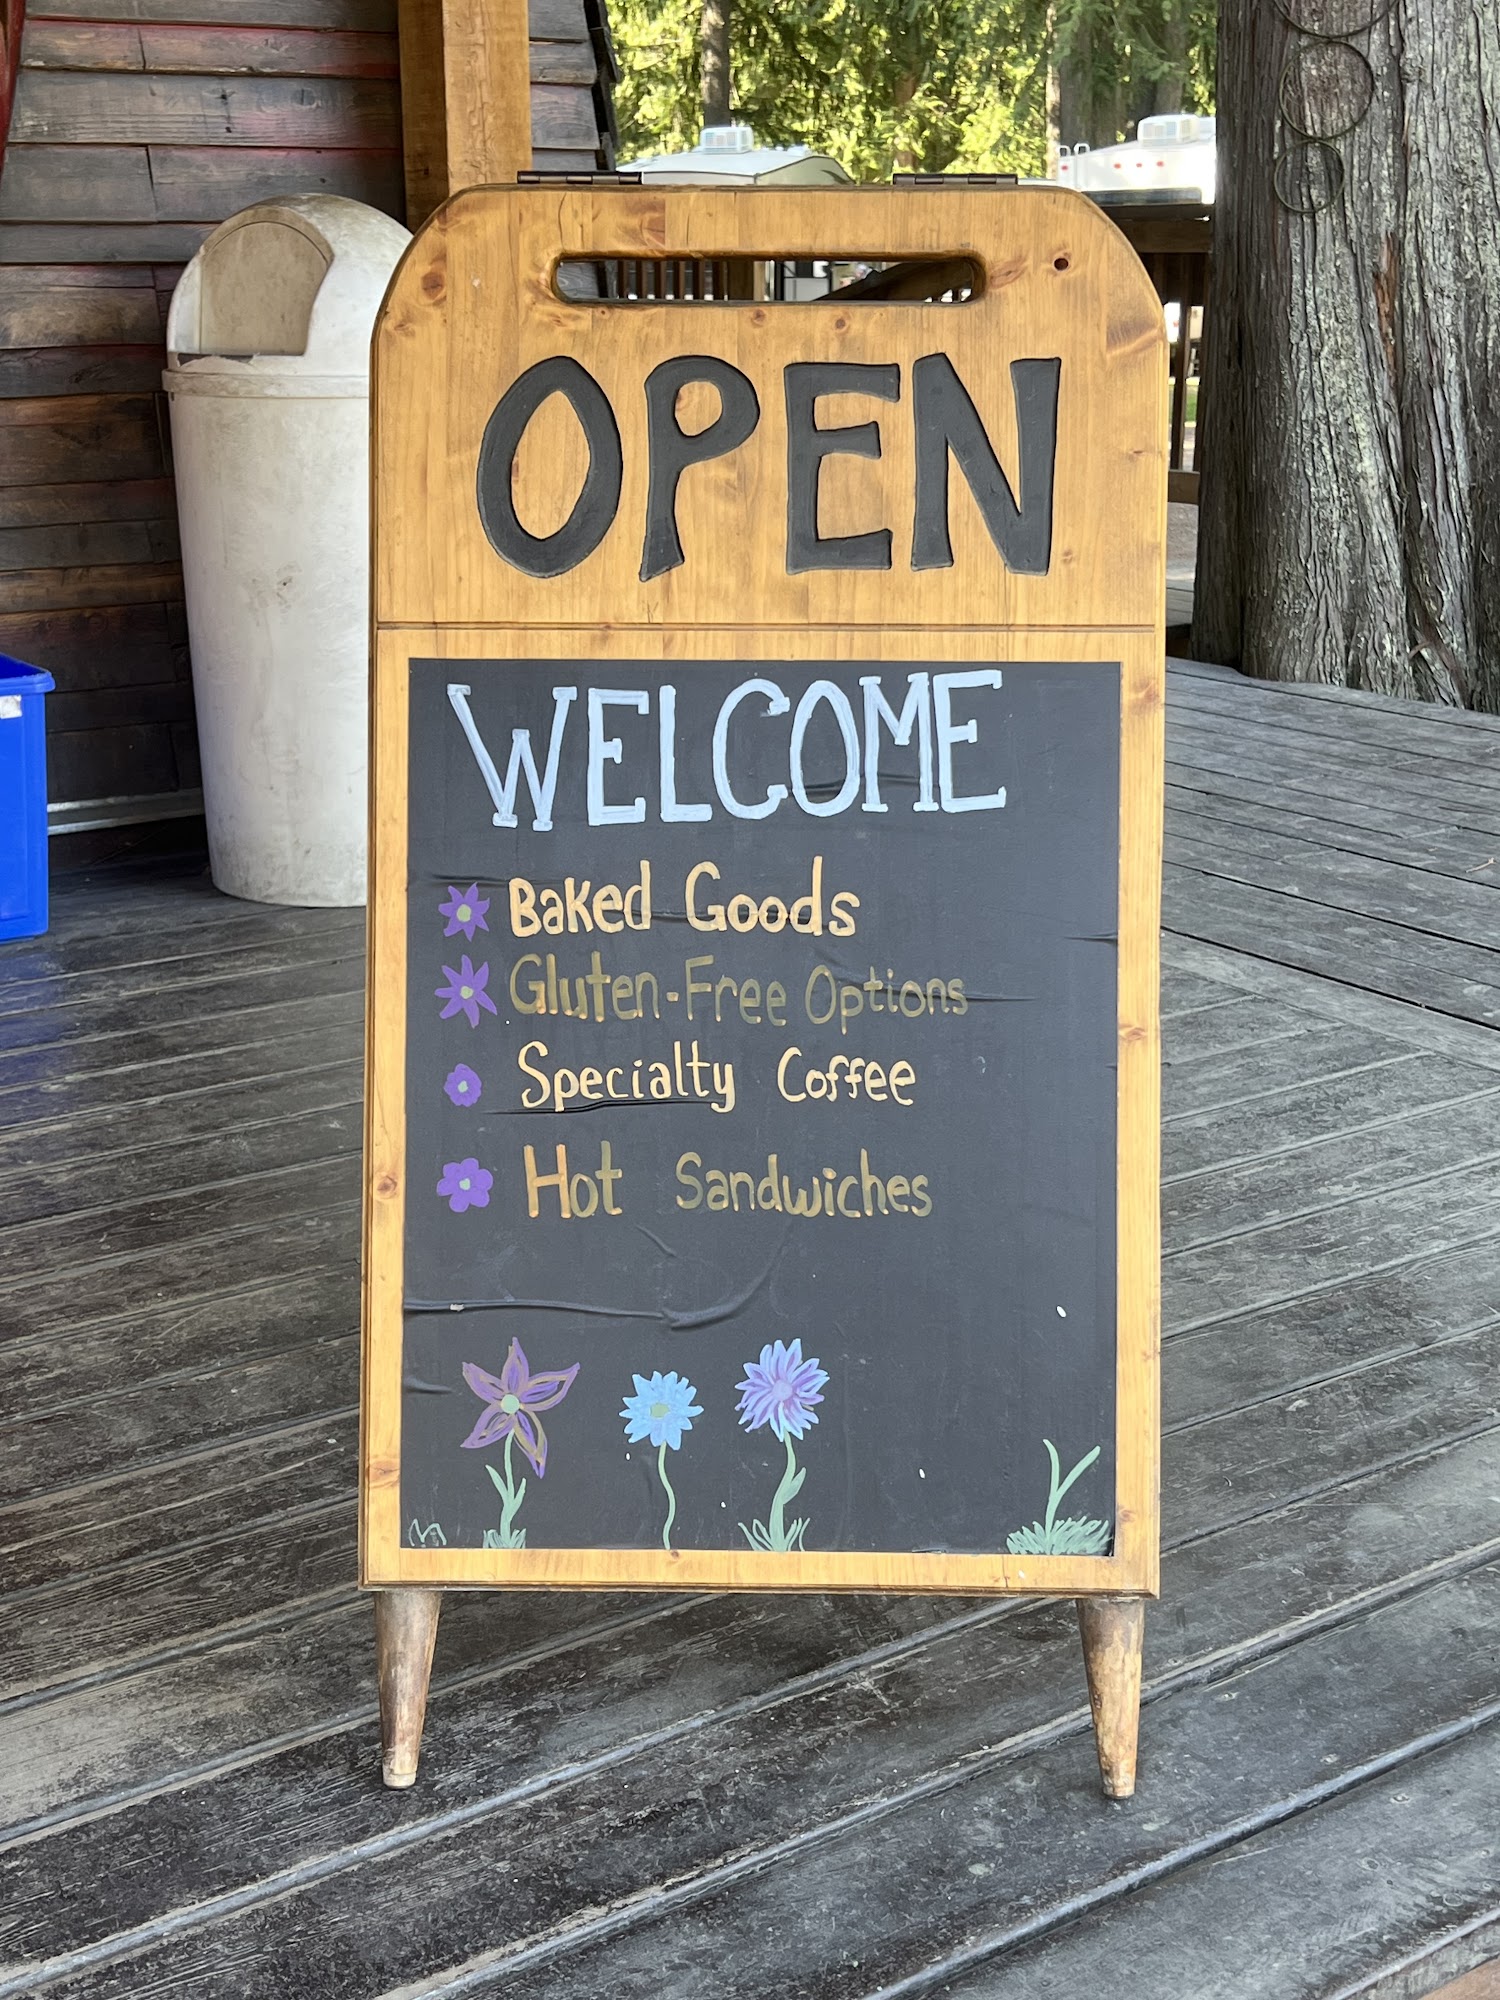 OPEN
WELCOME
Baked Goods
Gluten-Free Options
Specialty Coffee
Hot Sandwiches